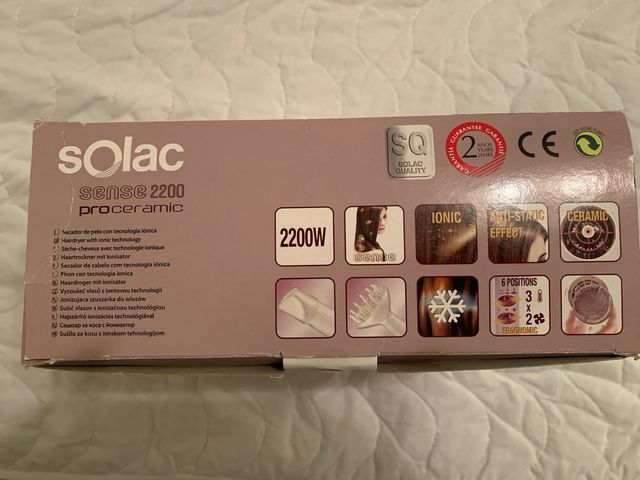 solac
sense 2200
proceramic
Secador de pelo con tecnología iónica
Hairdryer with ionic technology
Sèche-cheveux avec technologie ionique
Haartrockner mit Ionisator
Secador de cabelo com tecnologia iónica
Phon con tecnologia ionica
Haardroger mit ionisator
Vysoušeč vlasů s iontovou technologií
Jonizująca szuszarka do włosów
Sušič vlasov s ionizačnou technológiou
Hajszárító ionizációs technológiával
Сешоар за коса с йонизатор
Sušilo za kosu s ionskom tehnologijom
SQ
SOLAC
QUALITY
GUARANTEE GARANTIE
GARANTÍA
2 AÑOS
YEARS
JAHRE
CE
2200W
sense
IONIC
ANTI-STATIC
EFFECT
CERAMIC
6 POSITIONS
3
x
2
ERGONOMIC